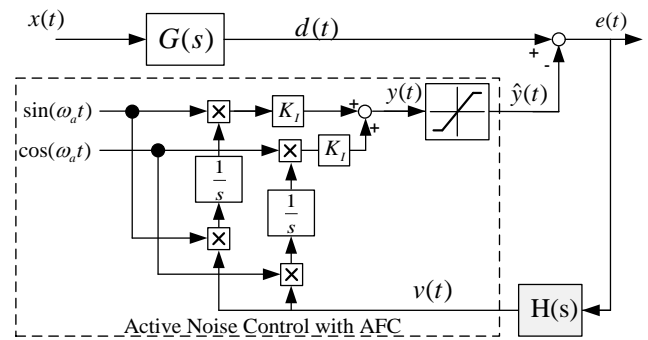 x(t)
G(s)
d(t)
e(t)
+
-
sin(ω_a t)
K_I
+
y(t)
ŷ(t)
cos(ω_a t)
K_I
+
1/s
1/s
v(t)
H(s)
Active Noise Control with AFC